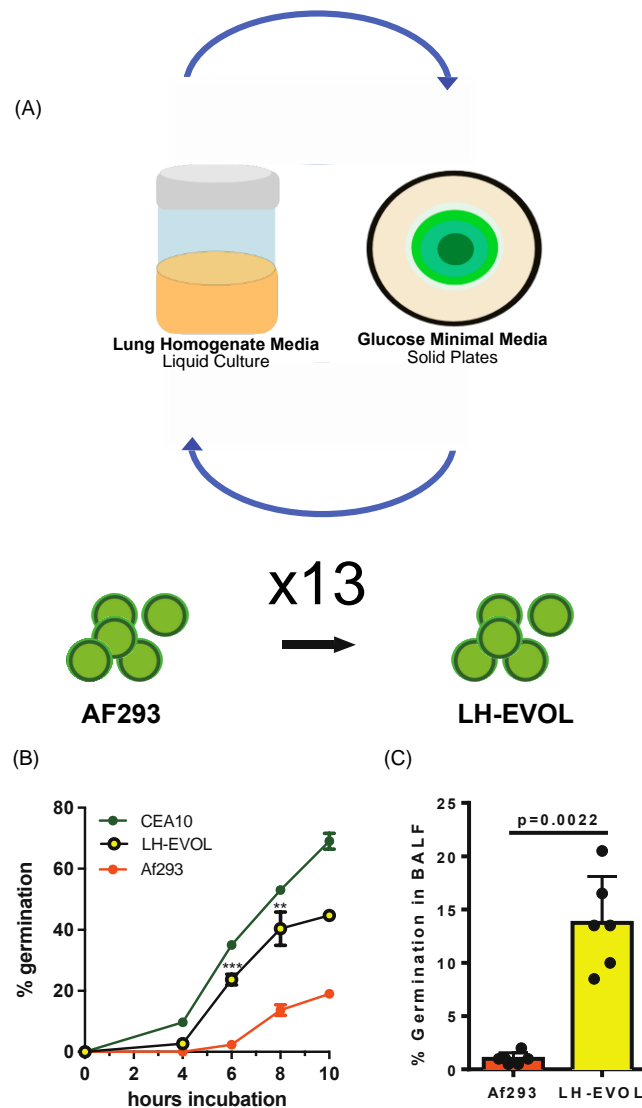 (A)
Lung Homogenate Media
Liquid Culture
Glucose Minimal Media
Solid Plates
x13
AF293
LH-EVOL
(B)
80
60
40
20
0
% germination
CEA10
LH-EVOL
Af293
***
**
0 4 6 8 10
hours incubation
(C)
25
20
15
10
5
0
% Germination in BALF
p=0.0022
Af293 LH-EVOL